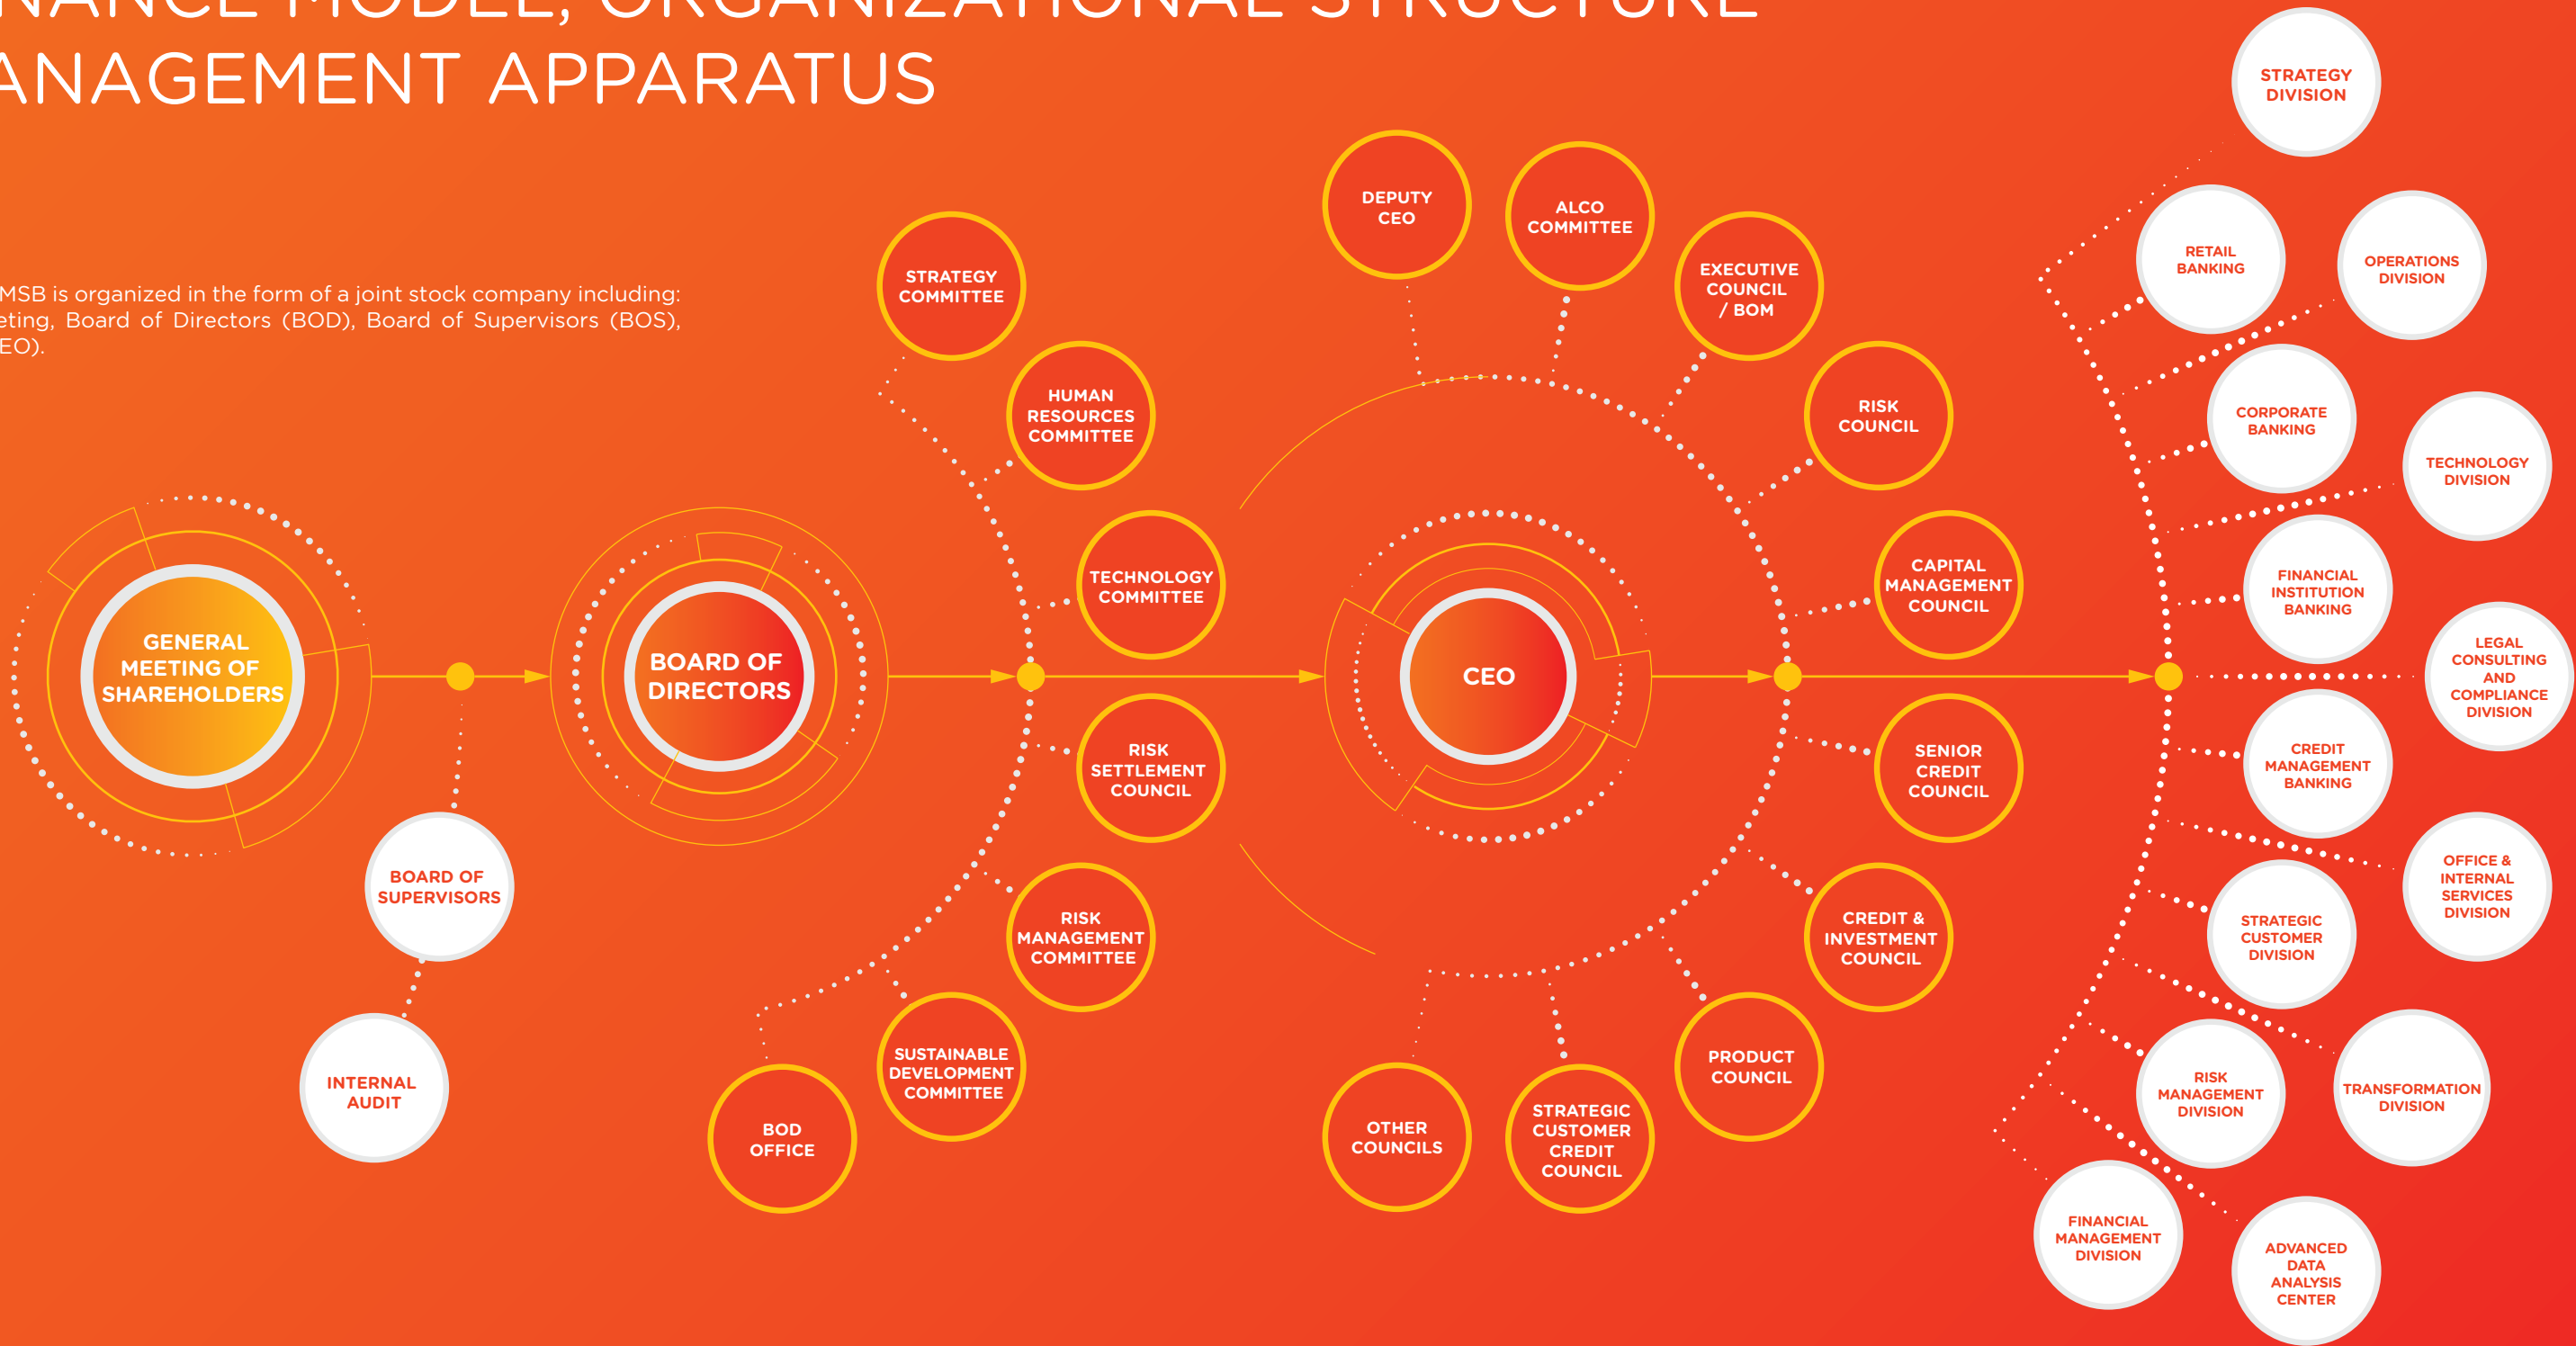 NANCE MODEL, ORGANIZATIONAL STRUCTURE
ANAGEMENT APPARATUS
MSB is organized in the form of a joint stock company including:
eting, Board of Directors (BOD), Board of Supervisors (BOS),
EO).
GENERAL
MEETING OF
SHAREHOLDERS
BOARD OF
SUPERVISORS
INTERNAL
AUDIT
BOARD OF
DIRECTORS
STRATEGY
COMMITTEE
HUMAN
RESOURCES
COMMITTEE
TECHNOLOGY
COMMITTEE
RISK
SETTLEMENT
COUNCIL
RISK
MANAGEMENT
COMMITTEE
SUSTAINABLE
DEVELOPMENT
COMMITTEE
BOD
OFFICE
CEO
DEPUTY
CEO
ALCO
COMMITTEE
EXECUTIVE
COUNCIL
/ BOM
RISK
COUNCIL
CAPITAL
MANAGEMENT
COUNCIL
SENIOR
CREDIT
COUNCIL
CREDIT &
INVESTMENT
COUNCIL
PRODUCT
COUNCIL
STRATEGIC
CUSTOMER
CREDIT
COUNCIL
OTHER
COUNCILS
STRATEGY
DIVISION
RETAIL
BANKING
OPERATIONS
DIVISION
CORPORATE
BANKING
TECHNOLOGY
DIVISION
FINANCIAL
INSTITUTION
BANKING
LEGAL
CONSULTING
AND
COMPLIANCE
DIVISION
CREDIT
MANAGEMENT
BANKING
OFFICE &
INTERNAL
SERVICES
DIVISION
STRATEGIC
CUSTOMER
DIVISION
TRANSFORMATION
DIVISION
RISK
MANAGEMENT
DIVISION
ADVANCED
DATA
ANALYSIS
CENTER
FINANCIAL
MANAGEMENT
DIVISION